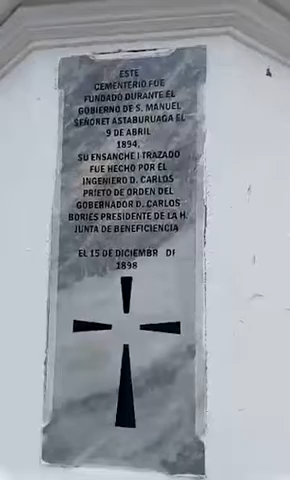 ESTE
CEMENTERIO FUE
FUNDADO DURANTE EL
GOBIERNO DE S. MANUEL
SEÑORET ASTABURUAGA EL
9 DE ABRIL
1894,
SU ENSANCHE I TRAZADO
FUE HECHO POR EL
INGENIERO D. CARLOS
PRIETO DE ORDEN DEL
GOBERNADOR D. CARLOS
BORIES PRESIDENTE DE LA H.
JUNTA DE BENEFICIENCIA
EL 15 DE DICIEMBR DE
1898